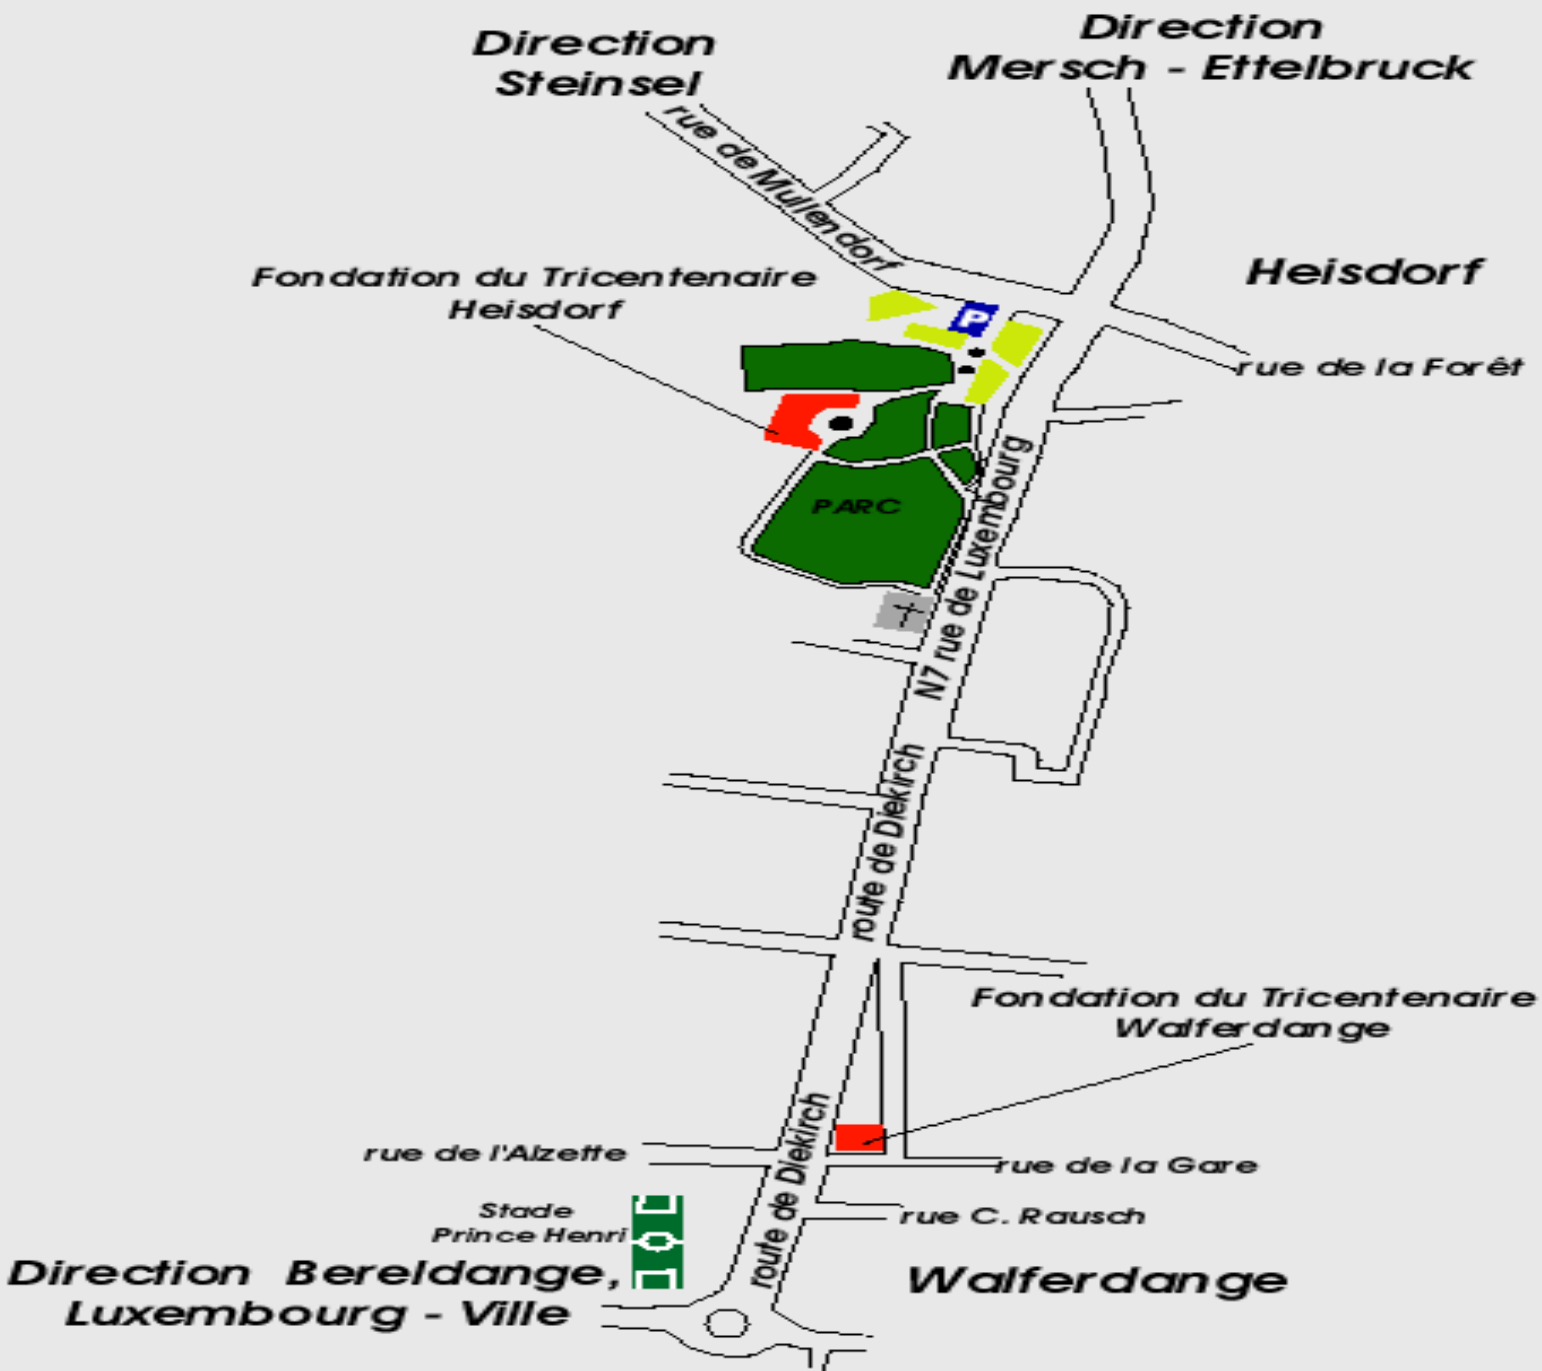 Direction
Steinsel
Direction
Mersch - Ettelbruck
rue de Mullendorf
Fondation du Tricentenaire
Heisdorf
Heisdorf
P
rue de la Forêt
PARC
N7 rue de Luxembourg
route de Diekirch
Fondation du Tricentenaire
Walferdange
route de Diekirch
rue de l'Alzette
rue de la Gare
Stade
Prince Henri
rue C. Rausch
Direction Bereldange,
Luxembourg - Ville
Walferdange